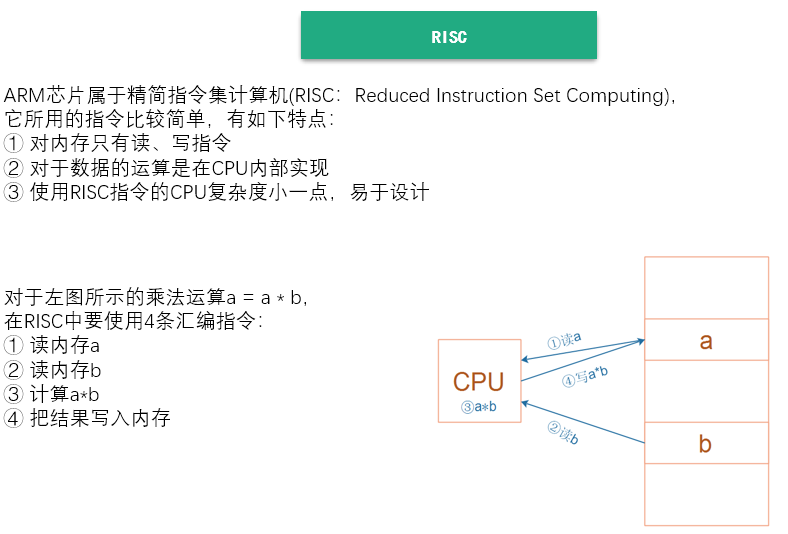 RISC
ARM芯片属于精简指令集计算机(RISC：Reduced Instruction Set Computing)，
它所用的指令比较简单，有如下特点：
① 对内存只有读、写指令
② 对于数据的运算是在CPU内部实现
③ 使用RISC指令的CPU复杂度小一点，易于设计
对于左图所示的乘法运算a = a * b，
在RISC中要使用4条汇编指令：
① 读内存a
② 读内存b
③ 计算a*b
④ 把结果写入内存
CPU
③a*b
①读a
④写a*b
②读b
a
b